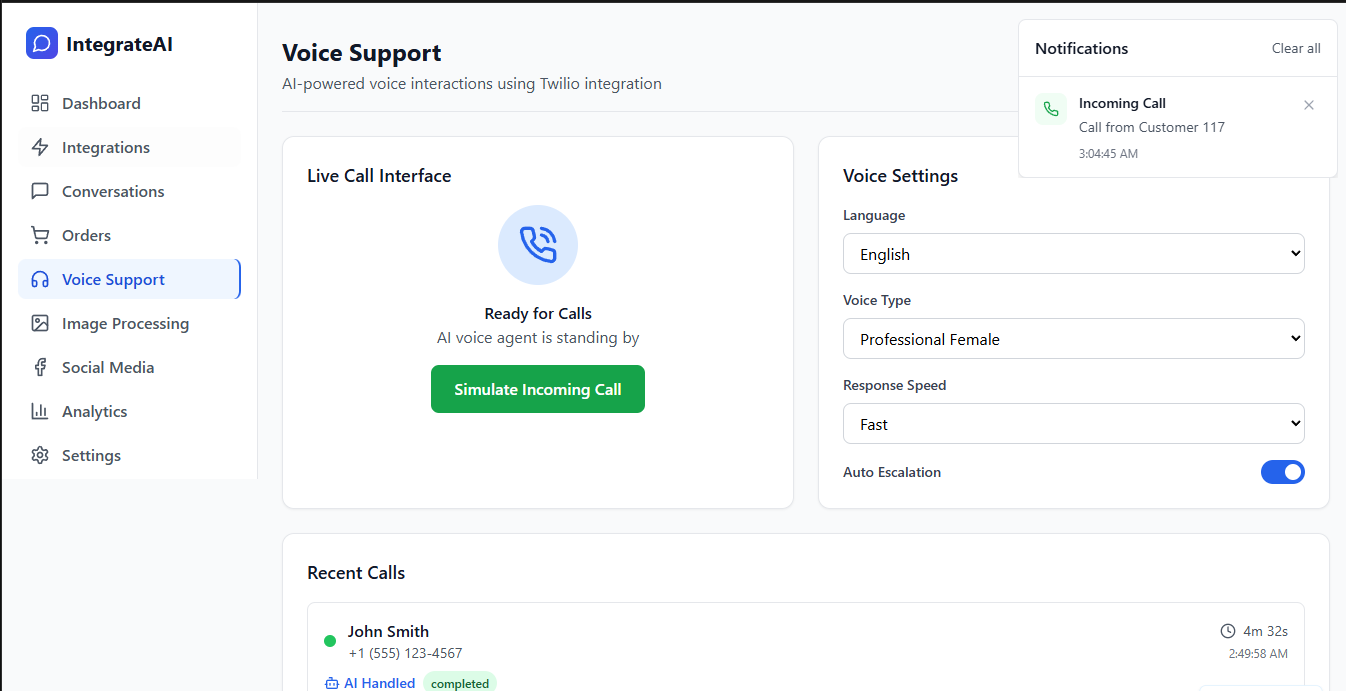 IntegrateAI
Dashboard
Integrations
Conversations
Orders
Voice Support
Image Processing
Social Media
Analytics
Settings
Voice Support
AI-powered voice interactions using Twilio integration
Notifications
Clear all
Incoming Call
Call from Customer 117
3:04:45 AM
Live Call Interface
Ready for Calls
AI voice agent is standing by
Simulate Incoming Call
Voice Settings
Language
English
Voice Type
Professional Female
Response Speed
Fast
Auto Escalation
Recent Calls
John Smith
+1 (555) 123-4567
4m 32s
2:49:58 AM
AI Handled
completed